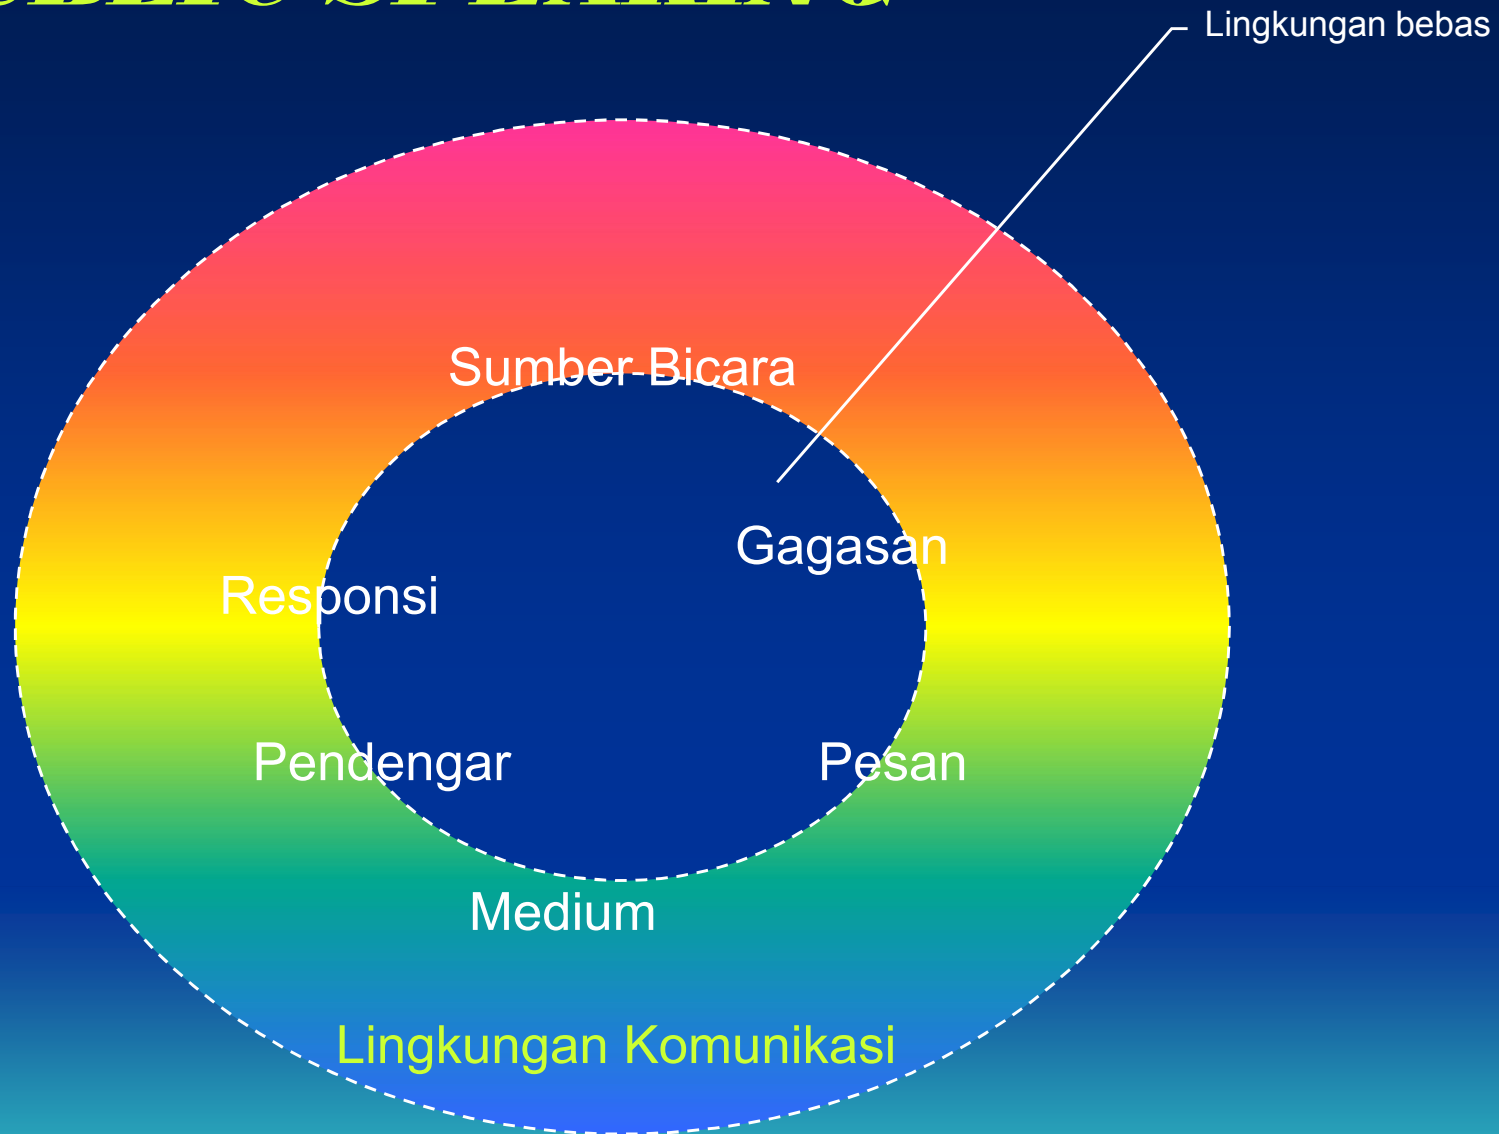 Lingkungan bebas
Sumber-Bicara
Gagasan
Responsi
Pendengar
Pesan
Medium
Lingkungan Komunikasi